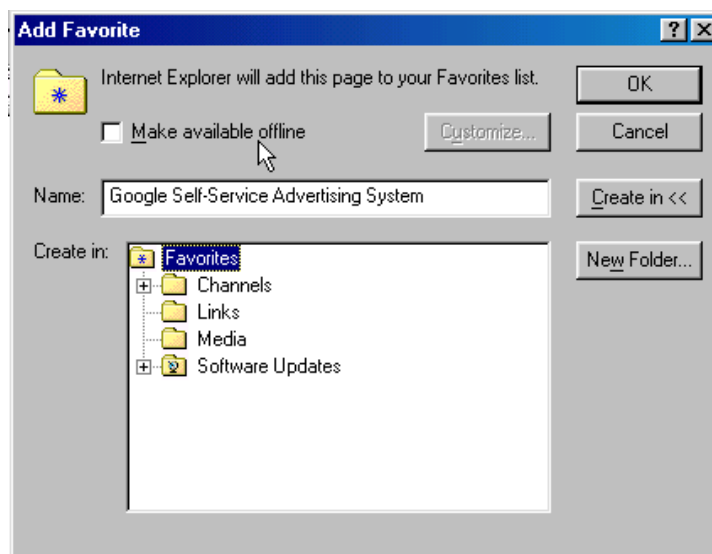 Add Favorite
Internet Explorer will add this page to your Favorites list.
OK
Make available offline
Customize...
Cancel
Name:
Google Self-Service Advertising System
Create in <<
Create in:
Favorites
New Folder...
Channels
Links
Media
Software Updates